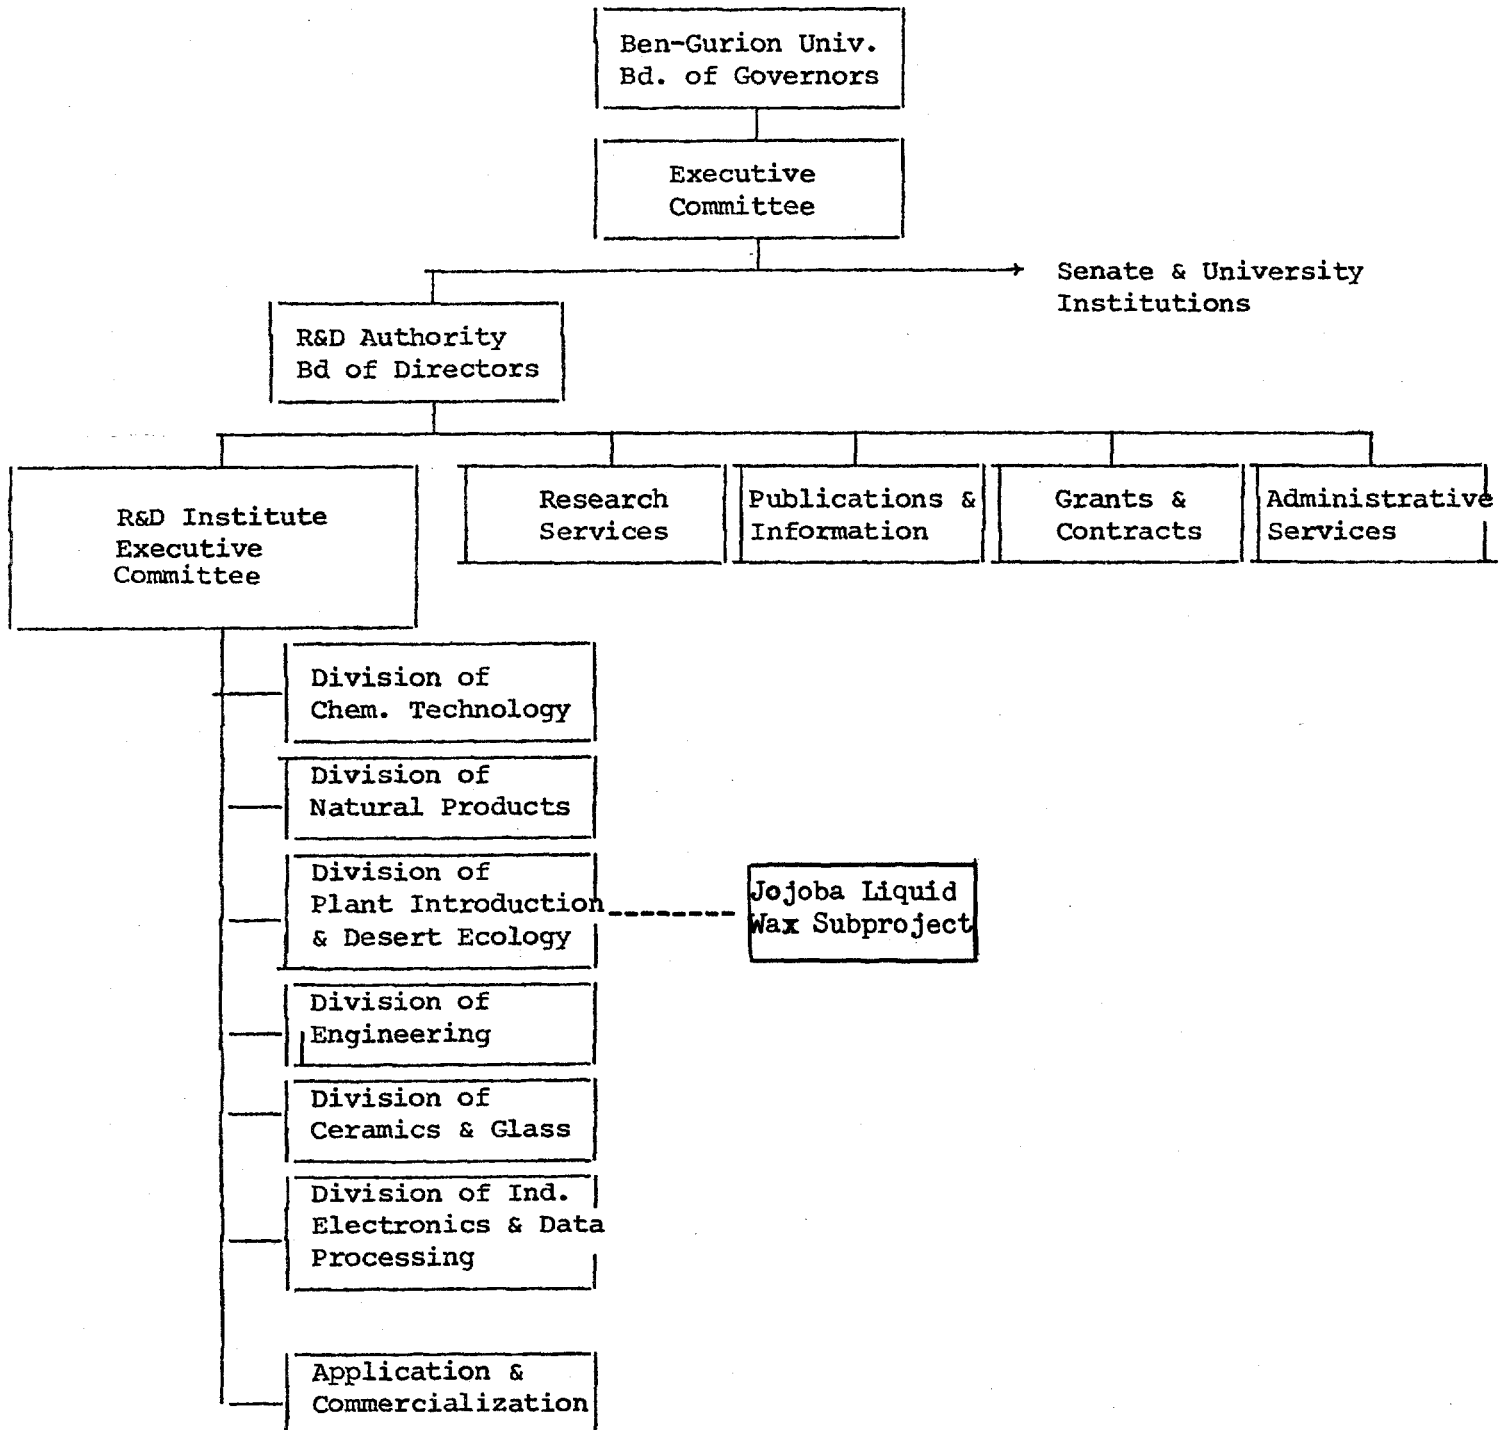 Ben-Gurion Univ.
Bd. of Governors
Executive
Committee
Senate & University
Institutions
R&D Authority
Bd of Directors
R&D Institute
Executive
Committee
Research
Services
Publications &
Information
Grants &
Contracts
Administrative
Services
Division of
Chem. Technology
Division of
Natural Products
Division of
Plant Introduction
& Desert Ecology
Jojoba Liquid
Wax Subproject
Division of
Engineering
Division of
Ceramics & Glass
Division of Ind.
Electronics & Data
Processing
Application &
Commercialization